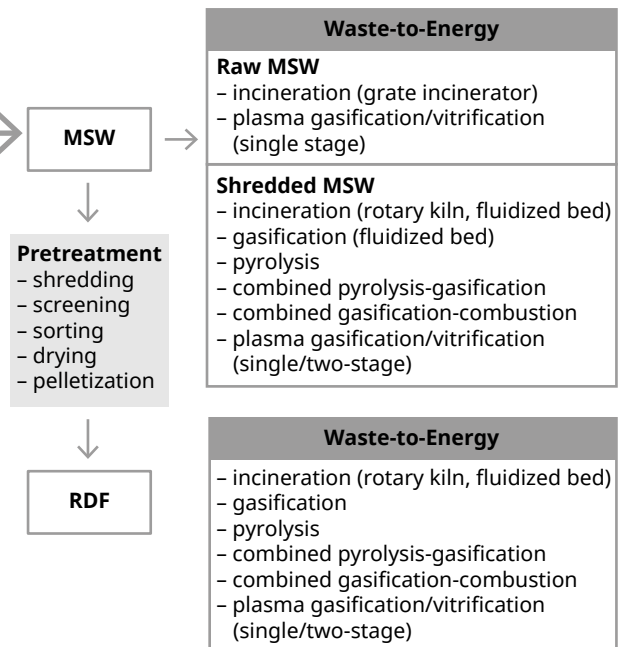 MSW
Pretreatment
– shredding
– screening
– sorting
– drying
– pelletization
RDF
Waste-to-Energy
Raw MSW
– incineration (grate incinerator)
– plasma gasification/vitrification
(single stage)
Shredded MSW
– incineration (rotary kiln, fluidized bed)
– gasification (fluidized bed)
– pyrolysis
– combined pyrolysis-gasification
– combined gasification-combustion
– plasma gasification/vitrification
(single/two-stage)
Waste-to-Energy
– incineration (rotary kiln, fluidized bed)
– gasification
– pyrolysis
– combined pyrolysis-gasification
– combined gasification-combustion
– plasma gasification/vitrification
(single/two-stage)